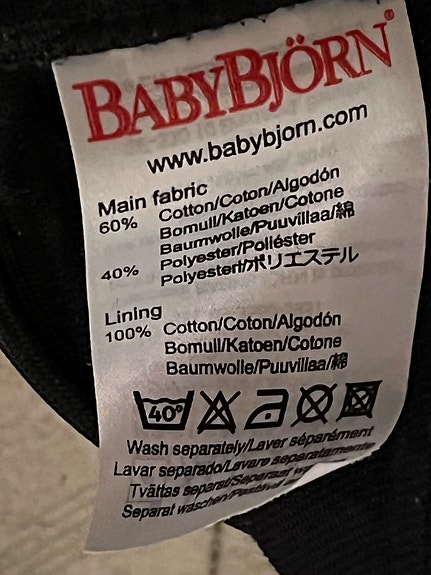 BABYBJÖRN®
www.babybjorn.com
Main fabric
60% Cotton/Coton/Algodón
Bomull/Katoen/Cotone
Baumwolle/Puuvillaa/綿
40% Polyester/Poliéster
Polyestert/ポリエステル
Lining
100% Cotton/Coton/Algodón
Bomull/Katoen/Cotone
Baumwolle/Puuvillaa/綿
40°
Wash separately/Laver séparément
Lavar separado/Lavare separatamente
Tvättas separat/Separaat
Separat waschen/